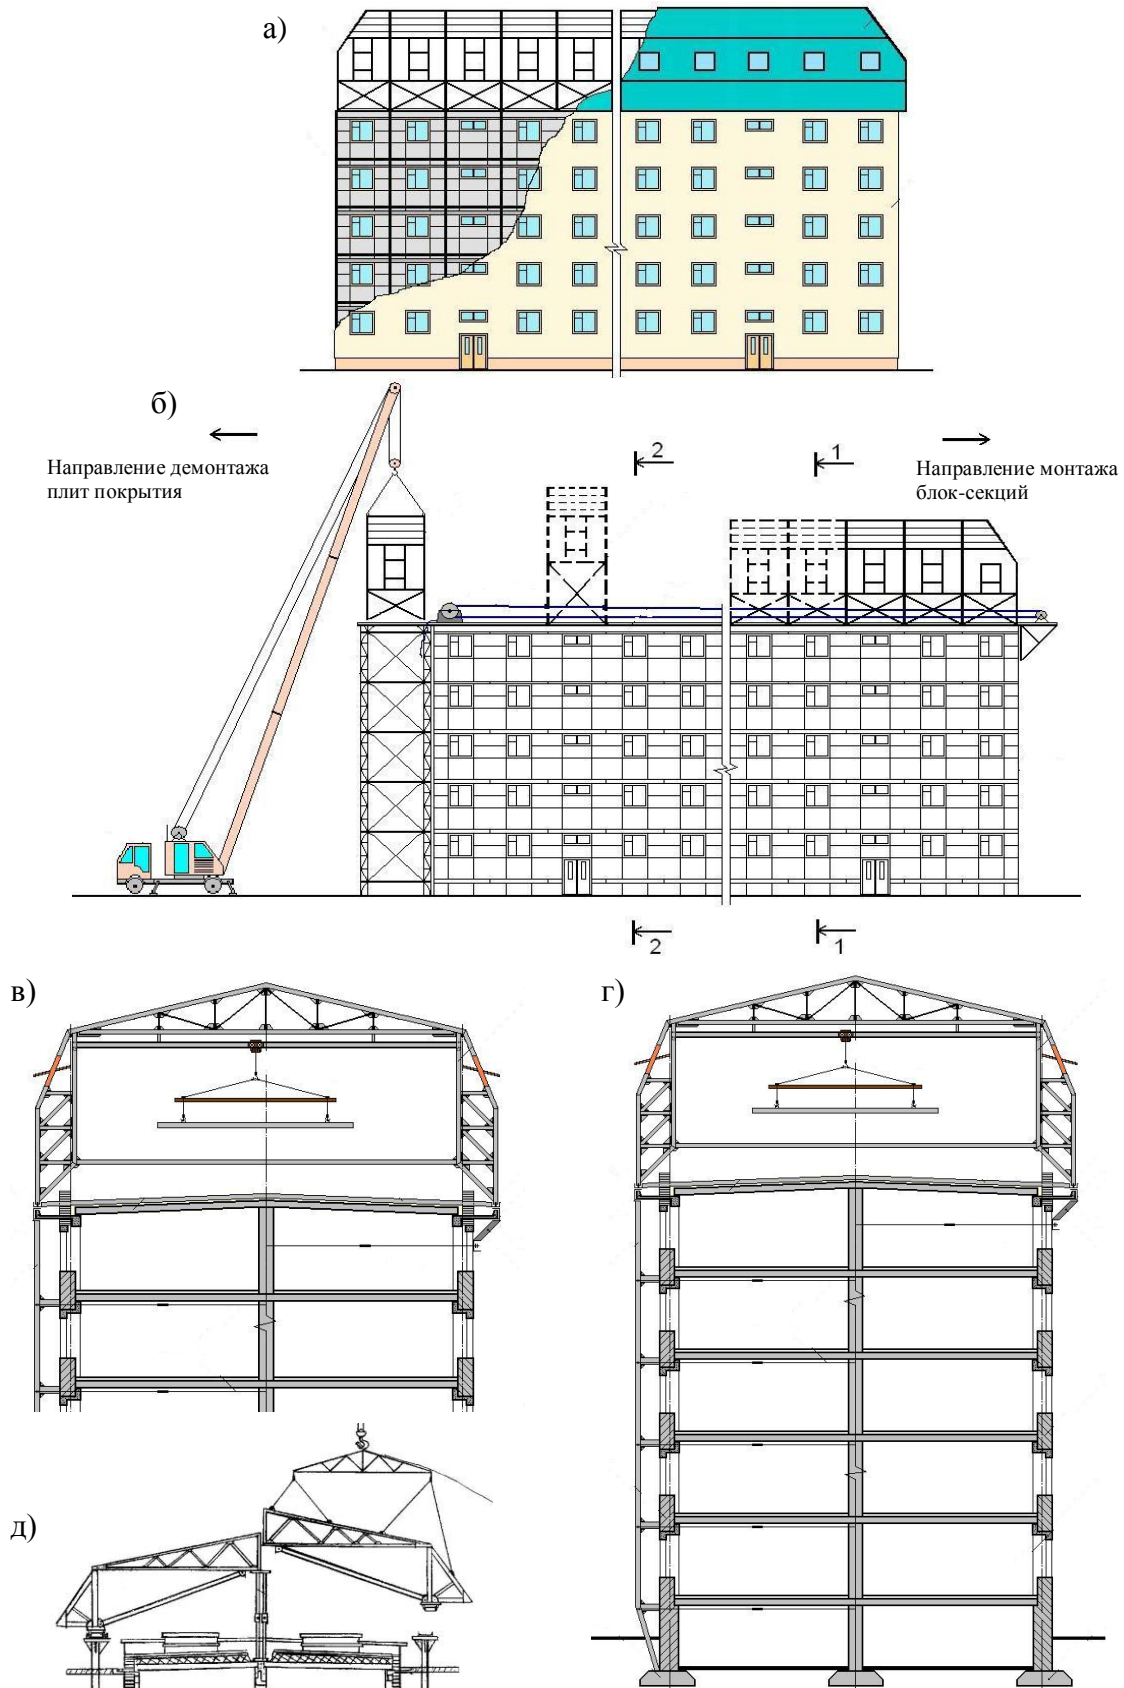 а)
б)
Направление демонтажа
плит покрытия
2
1
Направление монтажа
блок-секций
2
1
в)
г)
д)